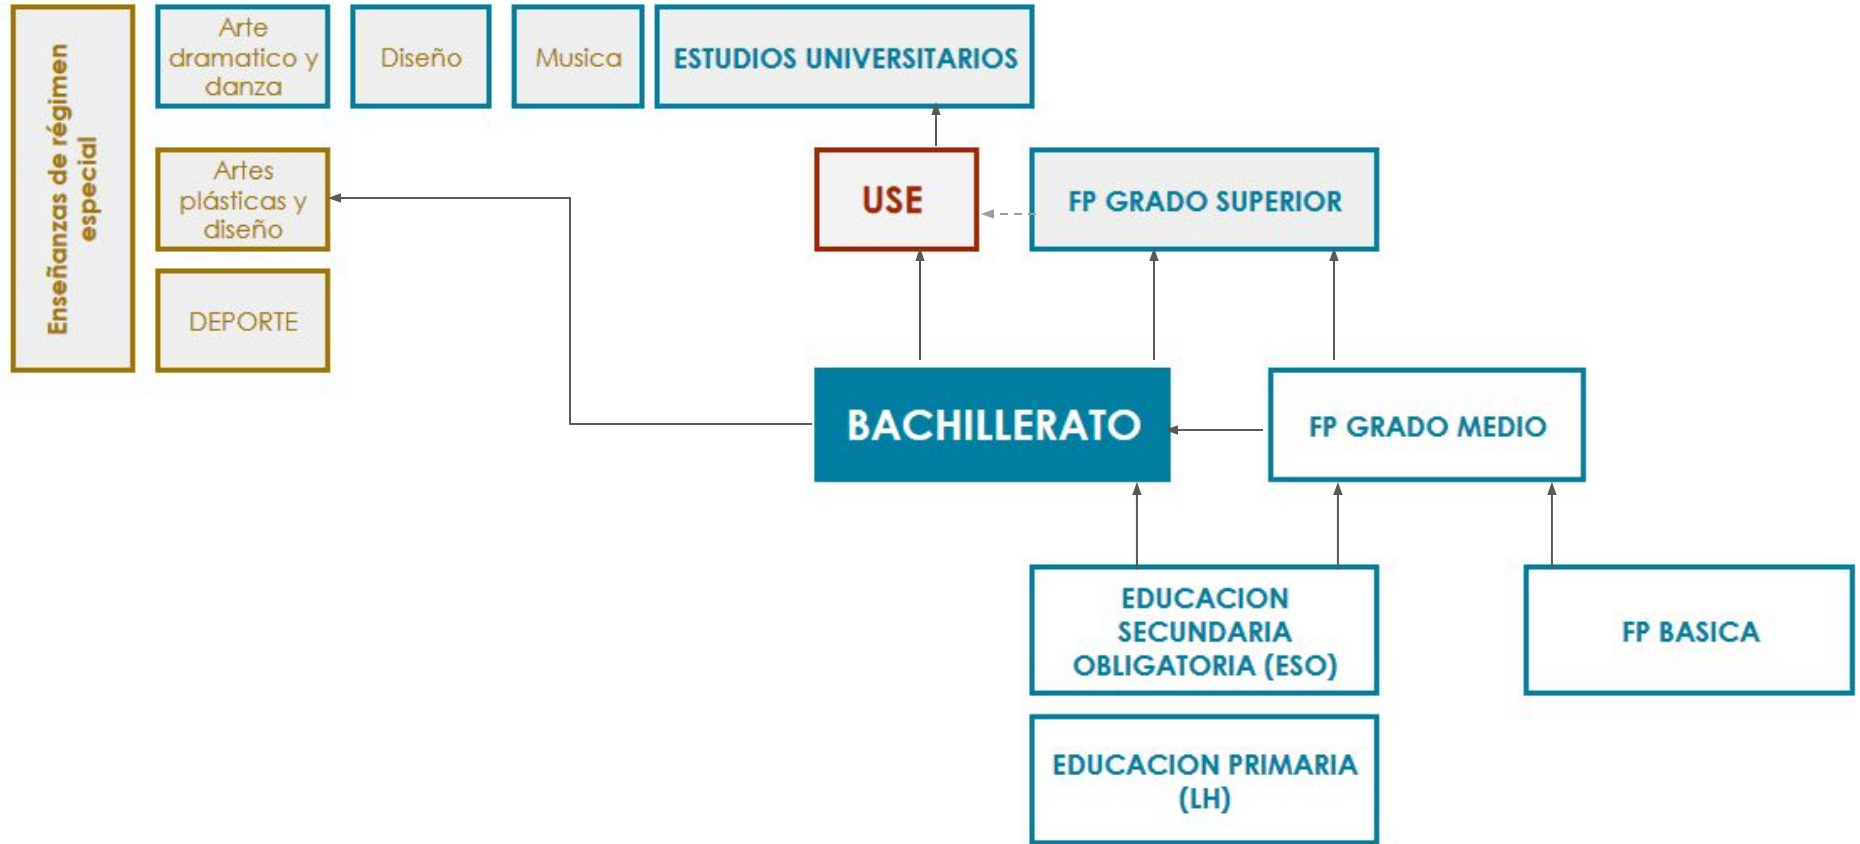 Enseñanzas de régimen
especial
Arte
dramatico y
danza
Diseño
Musica
ESTUDIOS UNIVERSITARIOS
Artes
plásticas y
diseño
USE
FP GRADO SUPERIOR
DEPORTE
BACHILLERATO
FP GRADO MEDIO
EDUCACION
SECUNDARIA
OBLIGATORIA (ESO)
FP BASICA
EDUCACION PRIMARIA
(LH)